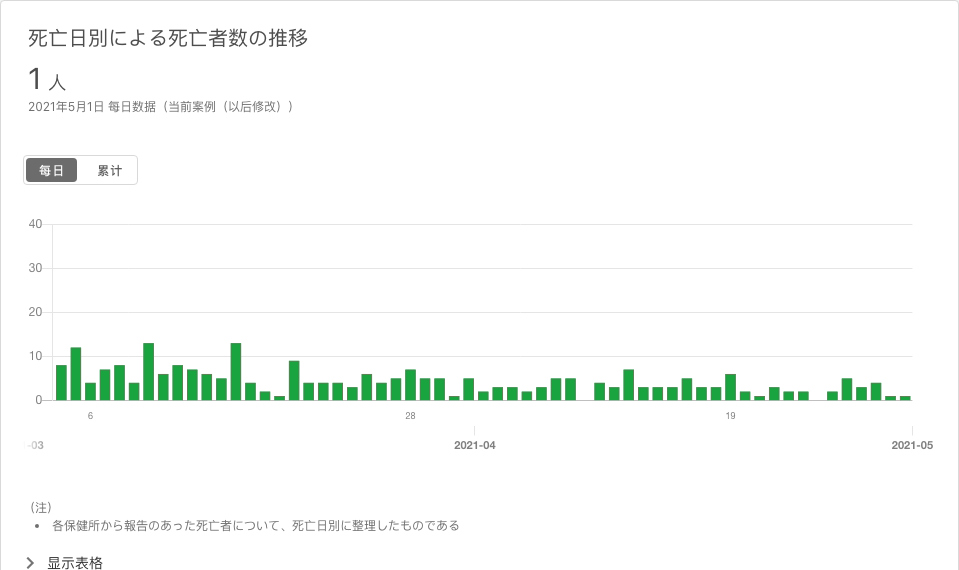 死亡日別による死亡者数の推移
1 人
2021年5月1日 每日数据（当前案例（以后修改））
每日 累计
40
30
20
10
0
6 28 19
-03 2021-04 2021-05
（注）
• 各保健所から報告のあった死亡者について、死亡日別に整理したものである
显示表格